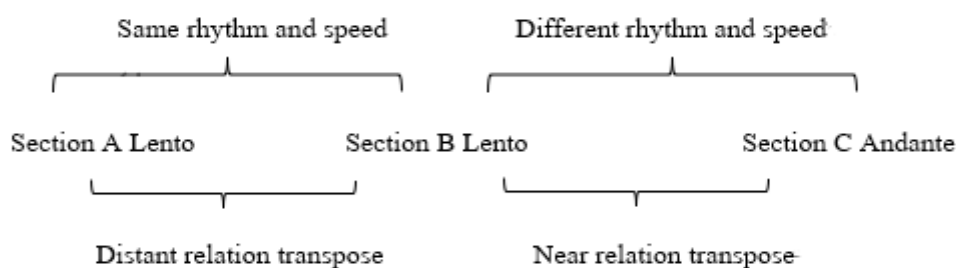 Same rhythm and speed Different rhythm and speed
Section A Lento Section B Lento Section C Andante
Distant relation transpose Near relation transpose